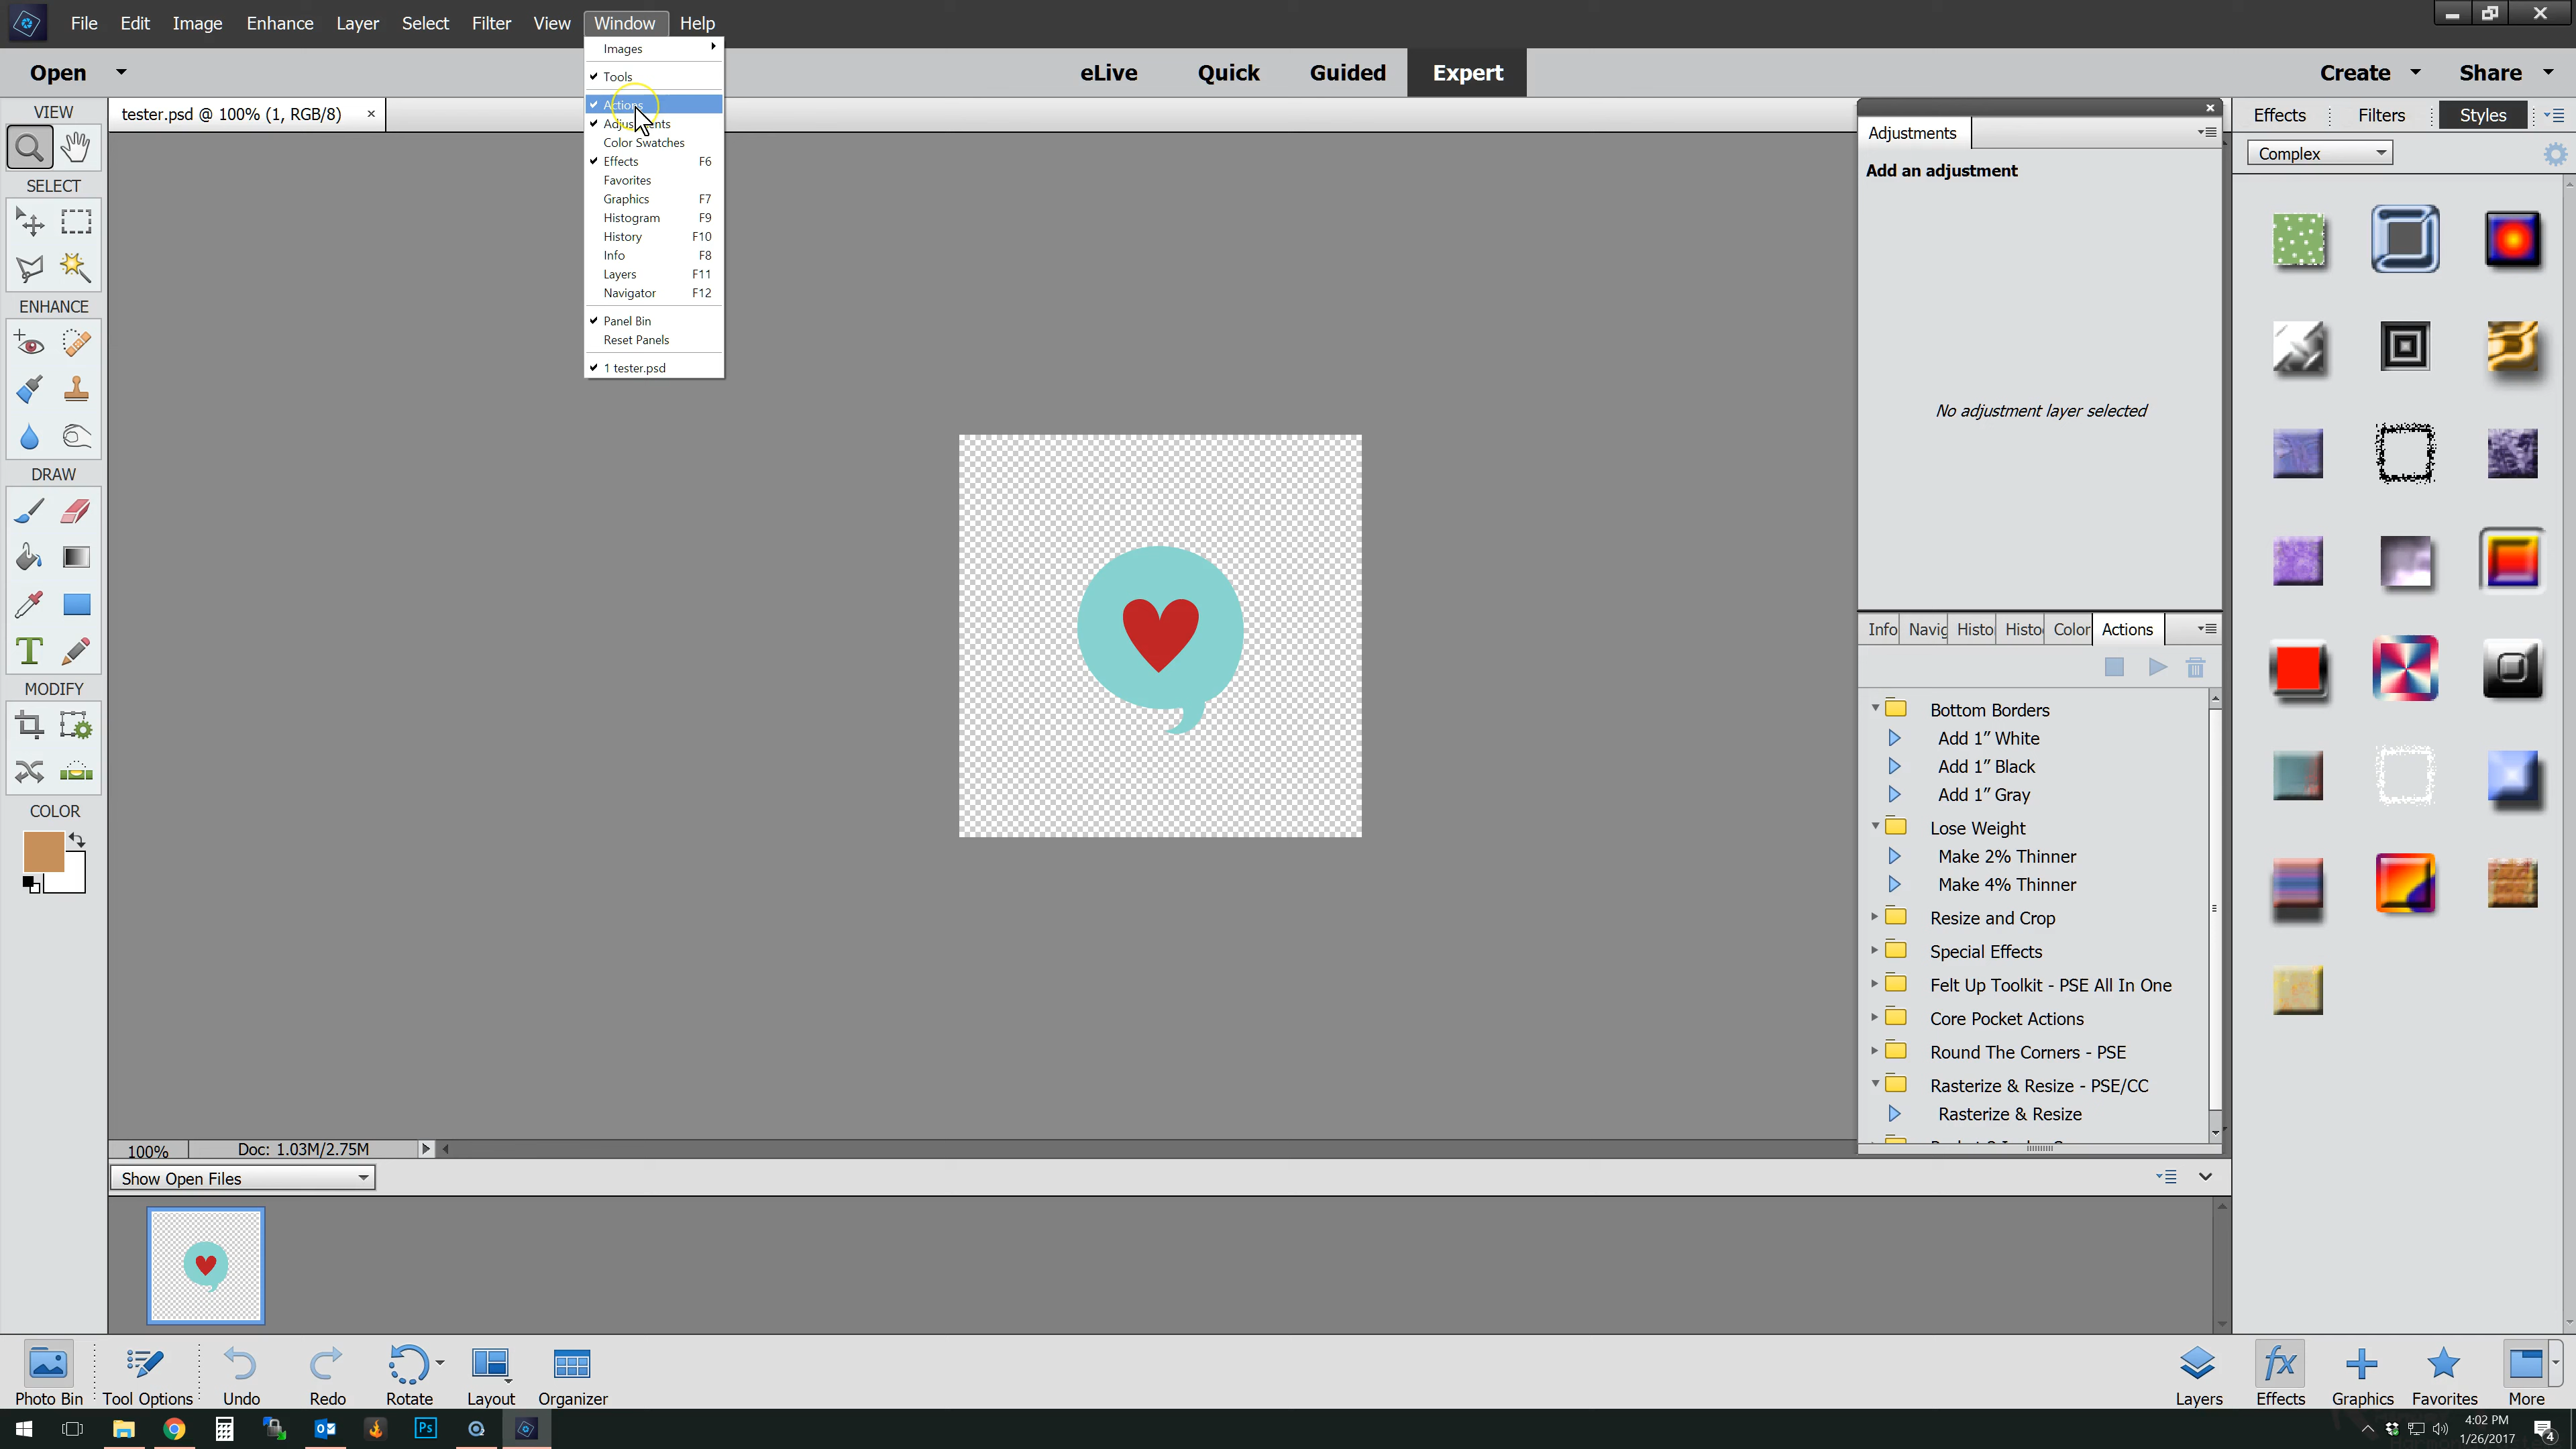 File Edit Image Enhance Layer Select Filter View Window Help
Open
eLive Quick Guided Expert
Create Share
tester.psd @ 100% (1, RGB/8) ×
Images
Tools
Actions
Adjustments
Color Swatches
Effects F6
Favorites
Graphics F7
Histogram F9
History F10
Info F8
Layers F11
Navigator F12
Panel Bin
Reset Panels
1 tester.psd
VIEW
SELECT
ENHANCE
DRAW
MODIFY
COLOR
Adjustments
Add an adjustment
No adjustment layer selected
Info Navig Histo Histo Color Actions
Bottom Borders
Add 1” White
Add 1” Black
Add 1” Gray
Lose Weight
Make 2% Thinner
Make 4% Thinner
Resize and Crop
Special Effects
Felt Up Toolkit - PSE All In One
Core Pocket Actions
Round The Corners - PSE
Rasterize & Resize - PSE/CC
Rasterize & Resize
Effects Filters Styles
Complex
100% Doc: 1.03M/2.75M
Show Open Files
Photo Bin Tool Options Undo Redo Rotate Layout Organizer
Layers Effects Graphics Favorites More
Ps
4:02 PM
1/26/2017
4